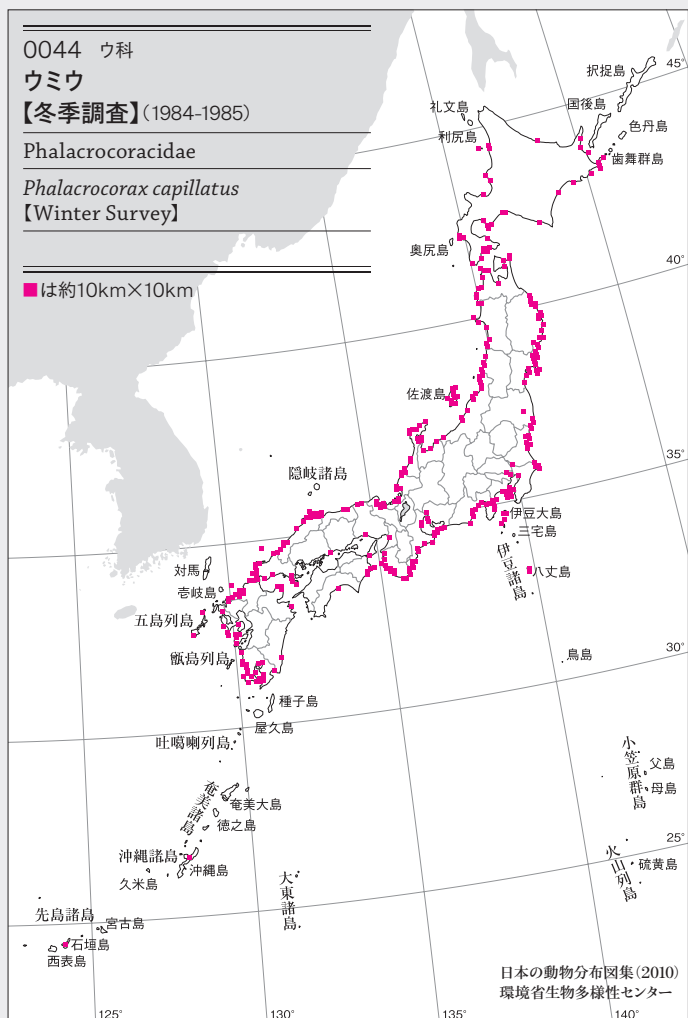 0044 ウ科
ウミウ
【冬季調査】(1984-1985)
Phalacrocoracidae
Phalacrocorax capillatus
【Winter Survey】
■は約10km×10km
択捉島
45°
国後島
礼文島
色丹島
利尻島
歯舞群島
奥尻島
40°
佐渡島
35°
隠岐諸島
伊豆大島
三宅島
伊豆諸島
八丈島
対馬
壱岐島
五島列島
甑島列島
鳥島
30°
種子島
屋久島
吐噶喇列島
小笠原群島
父島
母島
奄美諸島
奄美大島
徳之島
25°
沖縄諸島
沖縄島
久米島
火山列島
硫黄島
大東諸島
先島諸島
宮古島
石垣島
西表島
日本の動物分布図集(2010)
環境省生物多様性センター
125°
130°
135°
140°